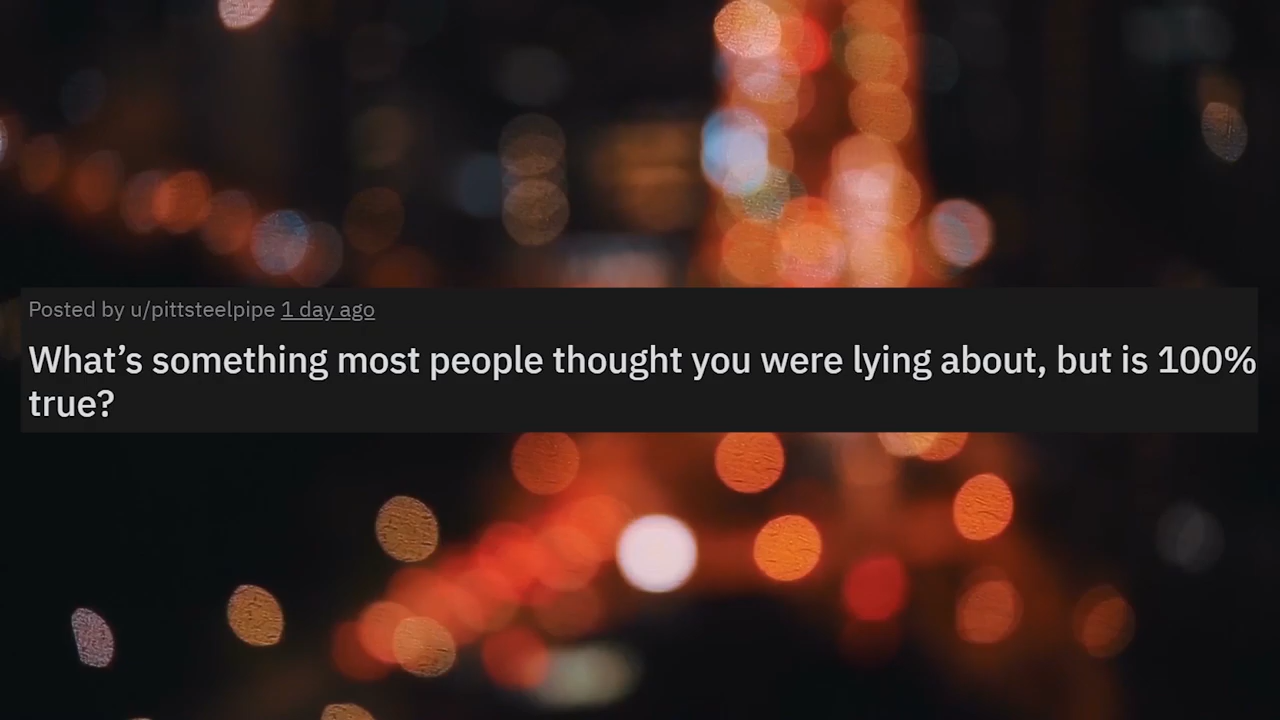 Posted by u/pittsteelpipe 1 day ago
What’s something most people thought you were lying about, but is 100%
true?